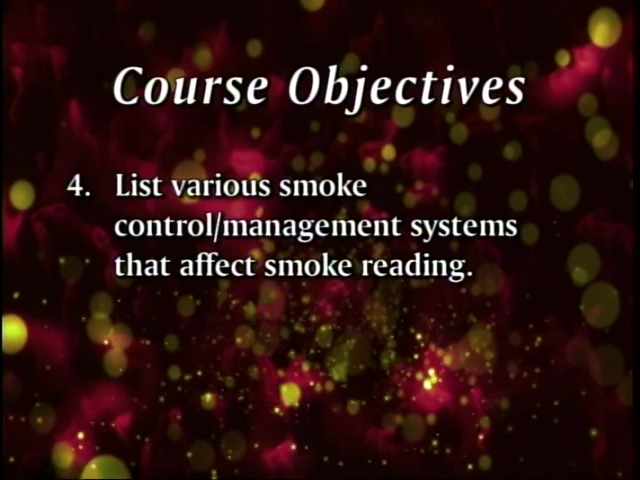 Course Objectives
4. List various smoke
control/management systems
that affect smoke reading.